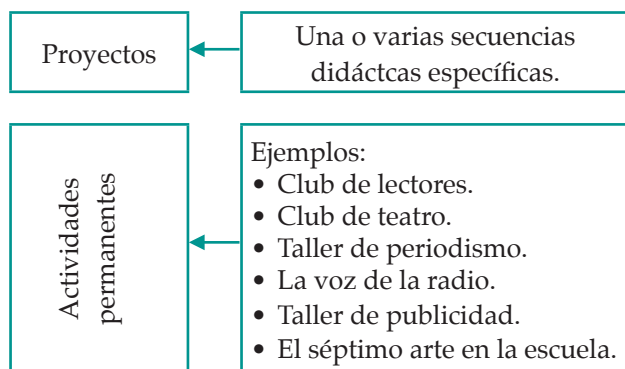 Proyectos
Una o varias secuencias
didáctcas específicas.
Actividades
permanentes
Ejemplos:
• Club de lectores.
• Club de teatro.
• Taller de periodismo.
• La voz de la radio.
• Taller de publicidad.
• El séptimo arte en la escuela.